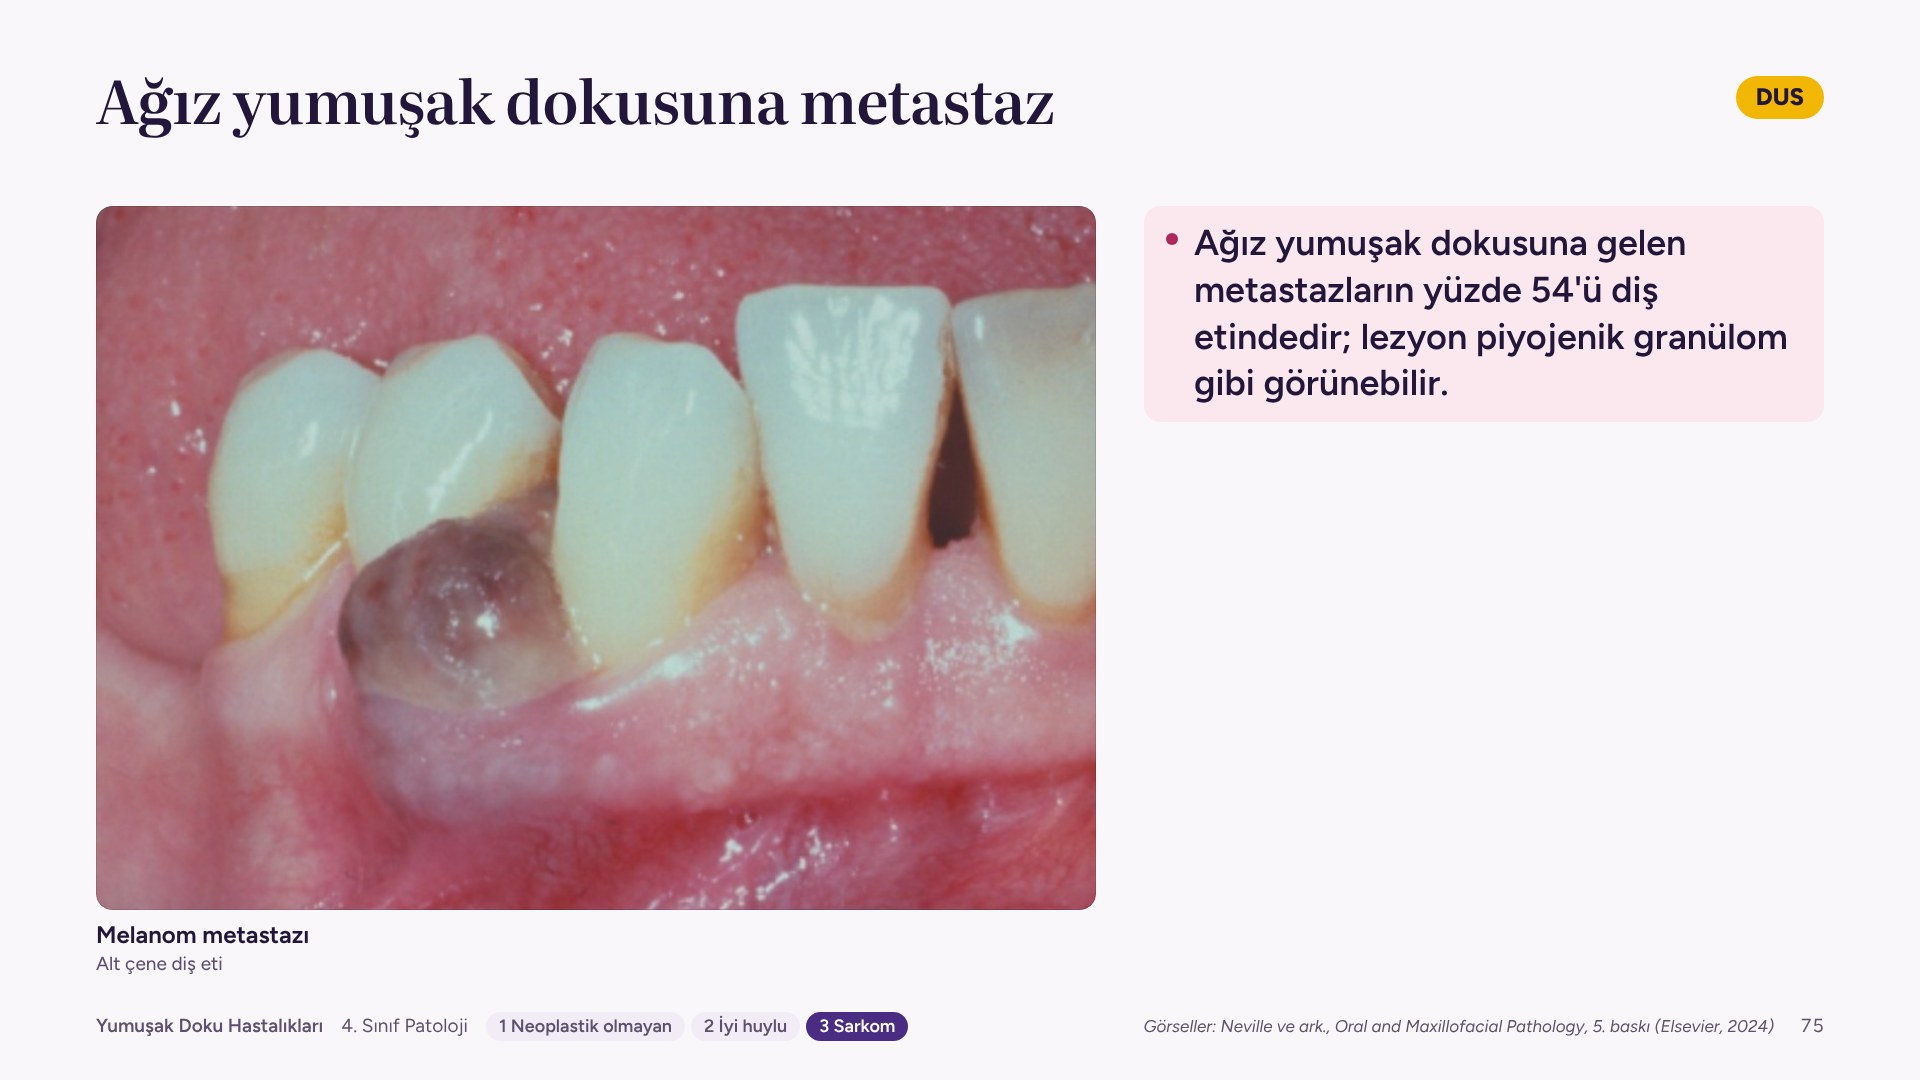 Ağız yumuşak dokusuna metastaz
DUS
Ağız yumuşak dokusuna gelen
metastazların yüzde 54'ü diş
etindedir; lezyon piyojenik granülom
gibi görünebilir.
Melanom metastazı
Alt çene diş eti
Yumuşak Doku Hastalıkları 4. Sınıf Patoloji 1 Neoplastik olmayan 2 İyi huylu 3 Sarkom
Görseller: Neville ve ark., Oral and Maxillofacial Pathology, 5. baskı (Elsevier, 2024) 75